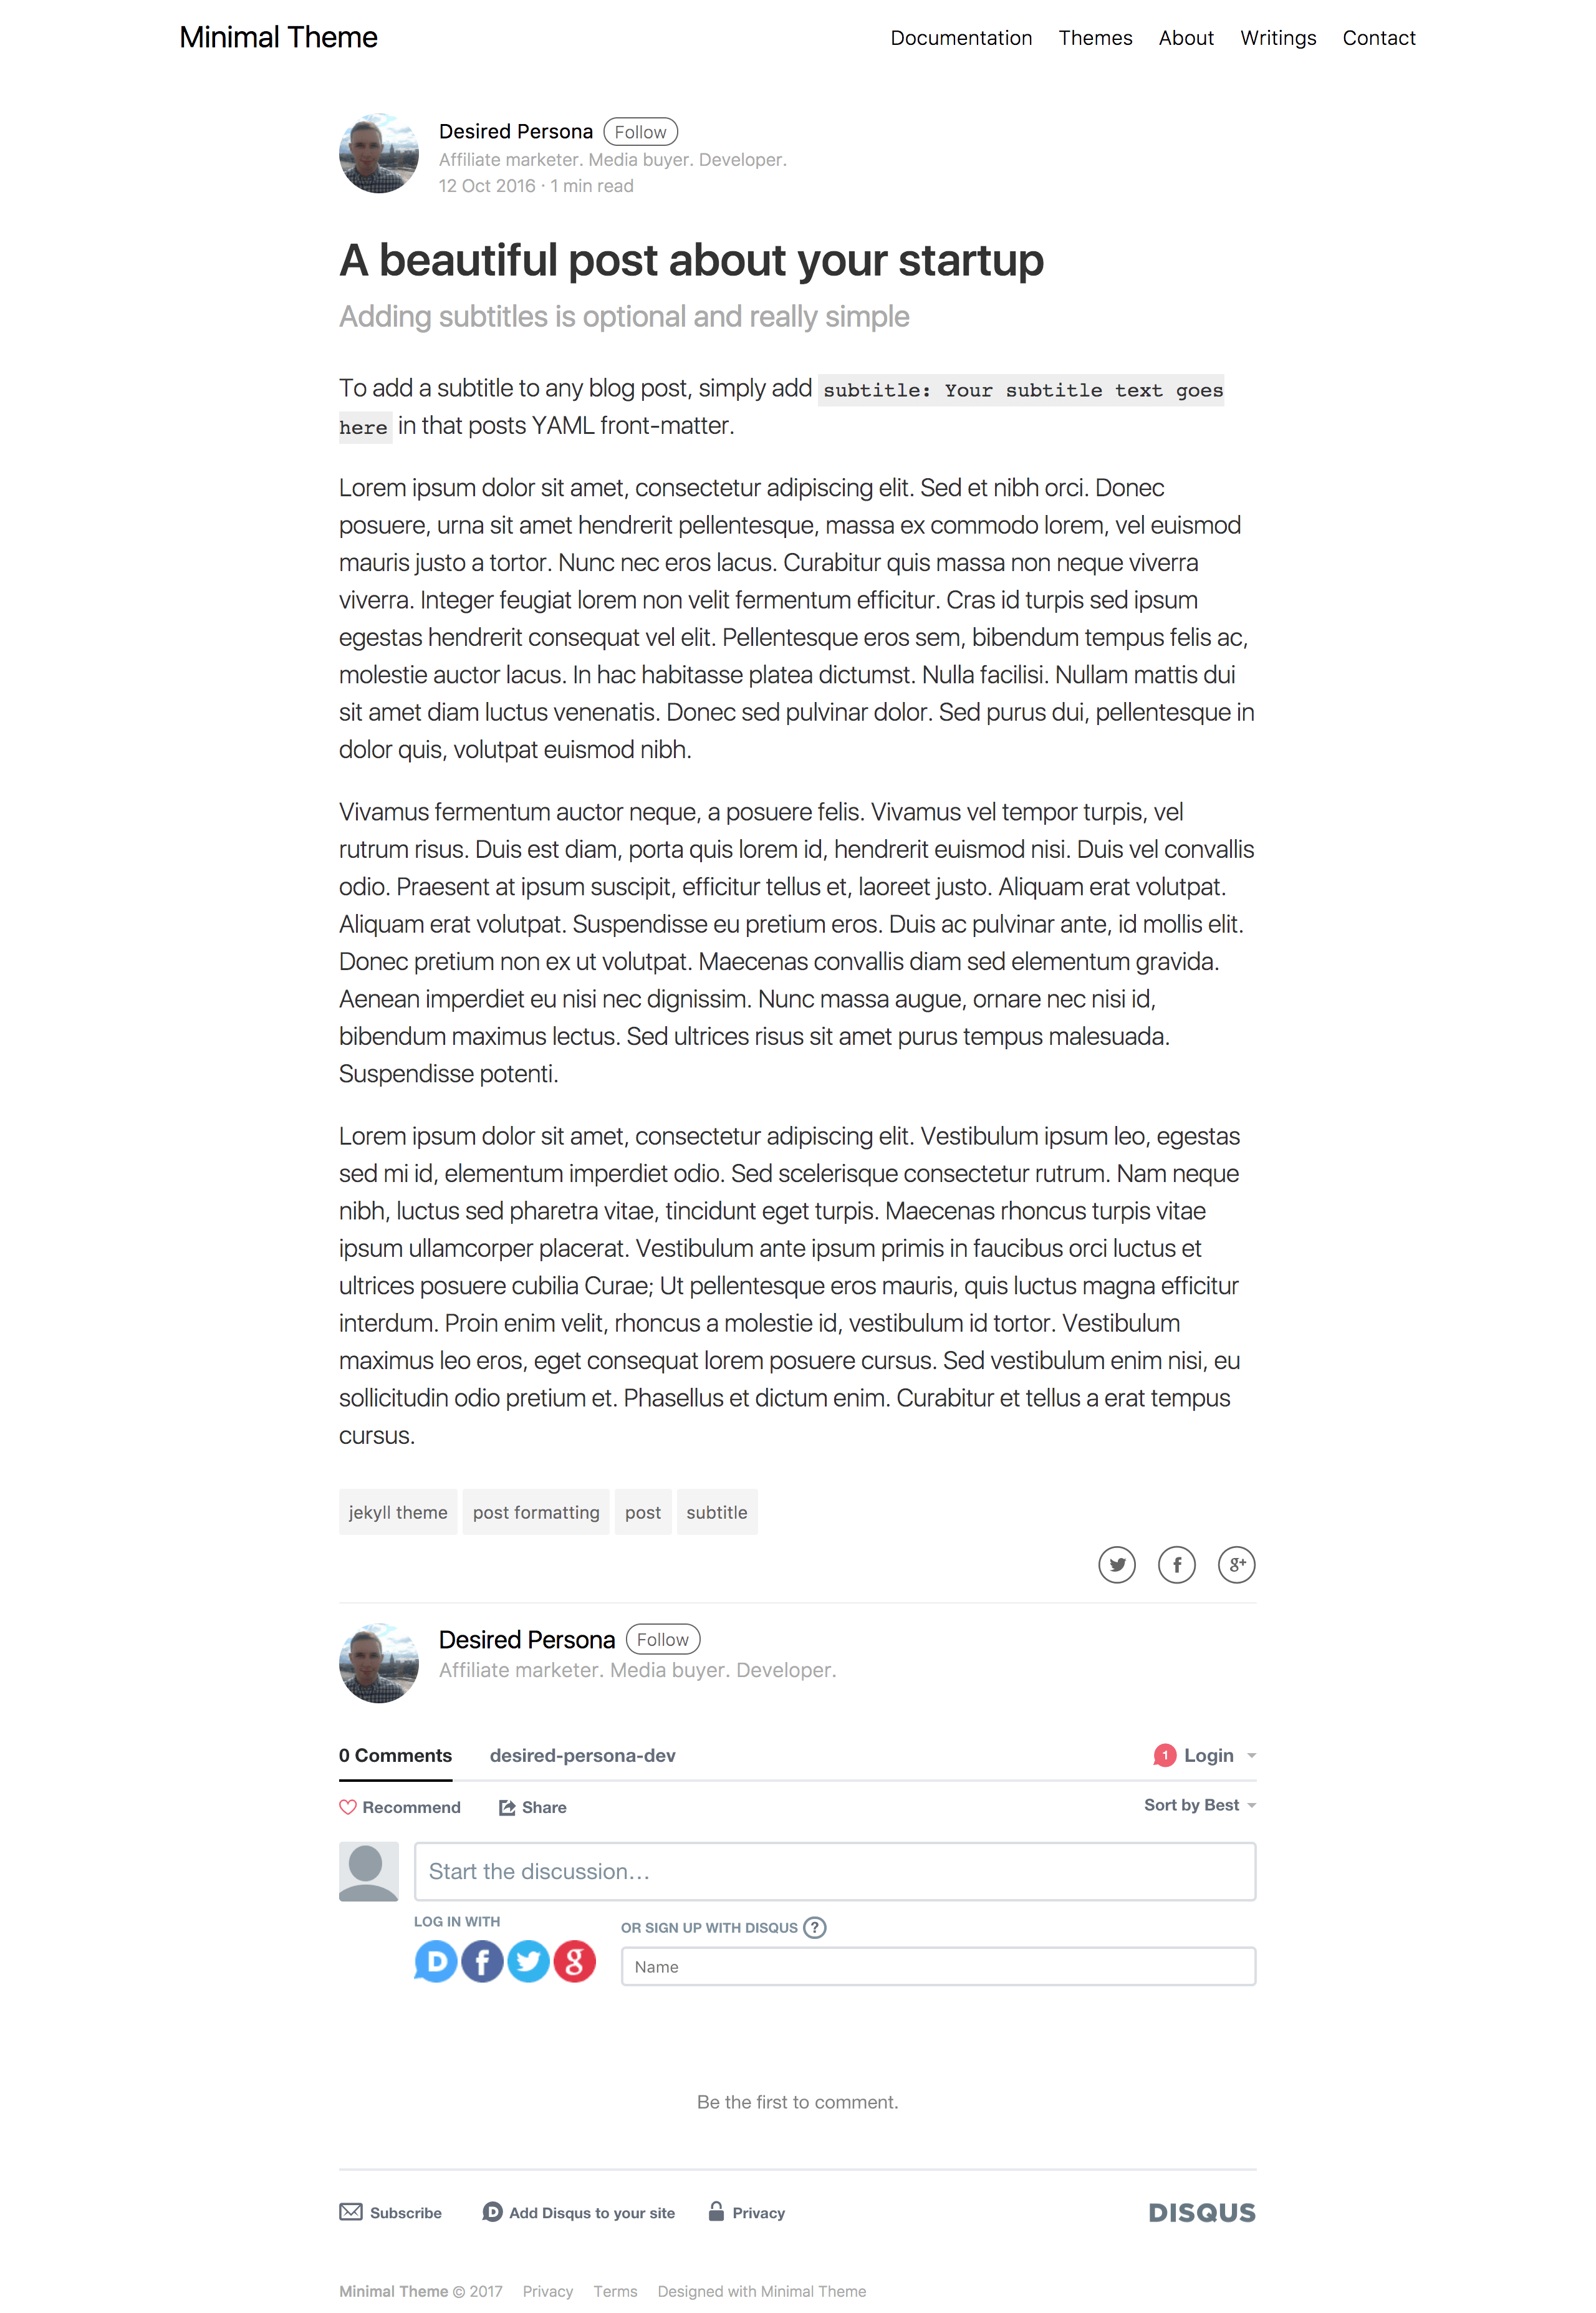 Minimal Theme
Documentation Themes About Writings Contact
Desired Persona Follow
Affiliate marketer. Media buyer. Developer.
12 Oct 2016 · 1 min read
A beautiful post about your startup
Adding subtitles is optional and really simple
To add a subtitle to any blog post, simply add subtitle: Your subtitle text goes
here in that posts YAML front-matter.
Lorem ipsum dolor sit amet, consectetur adipiscing elit. Sed et nibh orci. Donec
posuere, urna sit amet hendrerit pellentesque, massa ex commodo lorem, vel euismod
mauris justo a tortor. Nunc nec eros lacus. Curabitur quis massa non neque viverra
viverra. Integer feugiat lorem non velit fermentum efficitur. Cras id turpis sed ipsum
egestas hendrerit consequat vel elit. Pellentesque eros sem, bibendum tempus felis ac,
molestie auctor lacus. In hac habitasse platea dictumst. Nulla facilisi. Nullam mattis dui
sit amet diam luctus venenatis. Donec sed pulvinar dolor. Sed purus dui, pellentesque in
dolor quis, volutpat euismod nibh.
Vivamus fermentum auctor neque, a posuere felis. Vivamus vel tempor turpis, vel
rutrum risus. Duis est diam, porta quis lorem id, hendrerit euismod nisi. Duis vel convallis
odio. Praesent at ipsum suscipit, efficitur tellus et, laoreet justo. Aliquam erat volutpat.
Aliquam erat volutpat. Suspendisse eu pretium eros. Duis ac pulvinar ante, id mollis elit.
Donec pretium non ex ut volutpat. Maecenas convallis diam sed elementum gravida.
Aenean imperdiet eu nisi nec dignissim. Nunc massa augue, ornare nec nisi id,
bibendum maximus lectus. Sed ultrices risus sit amet purus tempus malesuada.
Suspendisse potenti.
Lorem ipsum dolor sit amet, consectetur adipiscing elit. Vestibulum ipsum leo, egestas
sed mi id, elementum imperdiet odio. Sed scelerisque consectetur rutrum. Nam neque
nibh, luctus sed pharetra vitae, tincidunt eget turpis. Maecenas rhoncus turpis vitae
ipsum ullamcorper placerat. Vestibulum ante ipsum primis in faucibus orci luctus et
ultrices posuere cubilia Curae; Ut pellentesque eros mauris, quis luctus magna efficitur
interdum. Proin enim velit, rhoncus a molestie id, vestibulum id tortor. Vestibulum
maximus leo eros, eget consequat lorem posuere cursus. Sed vestibulum enim nisi, eu
sollicitudin odio pretium et. Phasellus et dictum enim. Curabitur et tellus a erat tempus
cursus.
jekyll theme post formatting post subtitle
f g+
Desired Persona Follow
Affiliate marketer. Media buyer. Developer.
0 Comments desired-persona-dev 1 Login
Recommend Share Sort by Best
Start the discussion…
LOG IN WITH
OR SIGN UP WITH DISQUS ?
D f g
Name
Be the first to comment.
Subscribe D Add Disqus to your site Privacy DISQUS
Minimal Theme © 2017 Privacy Terms Designed with Minimal Theme